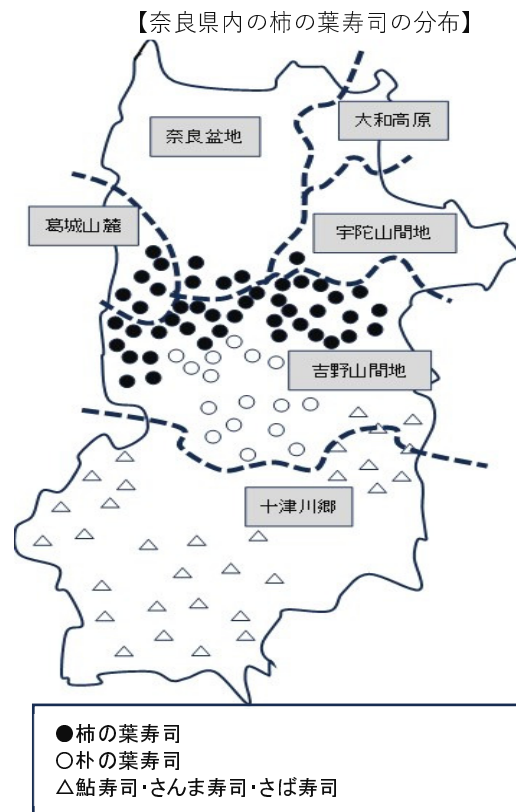 【奈良県内の柿の葉寿司の分布】
大和高原
奈良盆地
葛城山麓
宇陀山間地
吉野山間地
十津川郷
●柿の葉寿司
○朴の葉寿司
△鮎寿司・さんま寿司・さば寿司